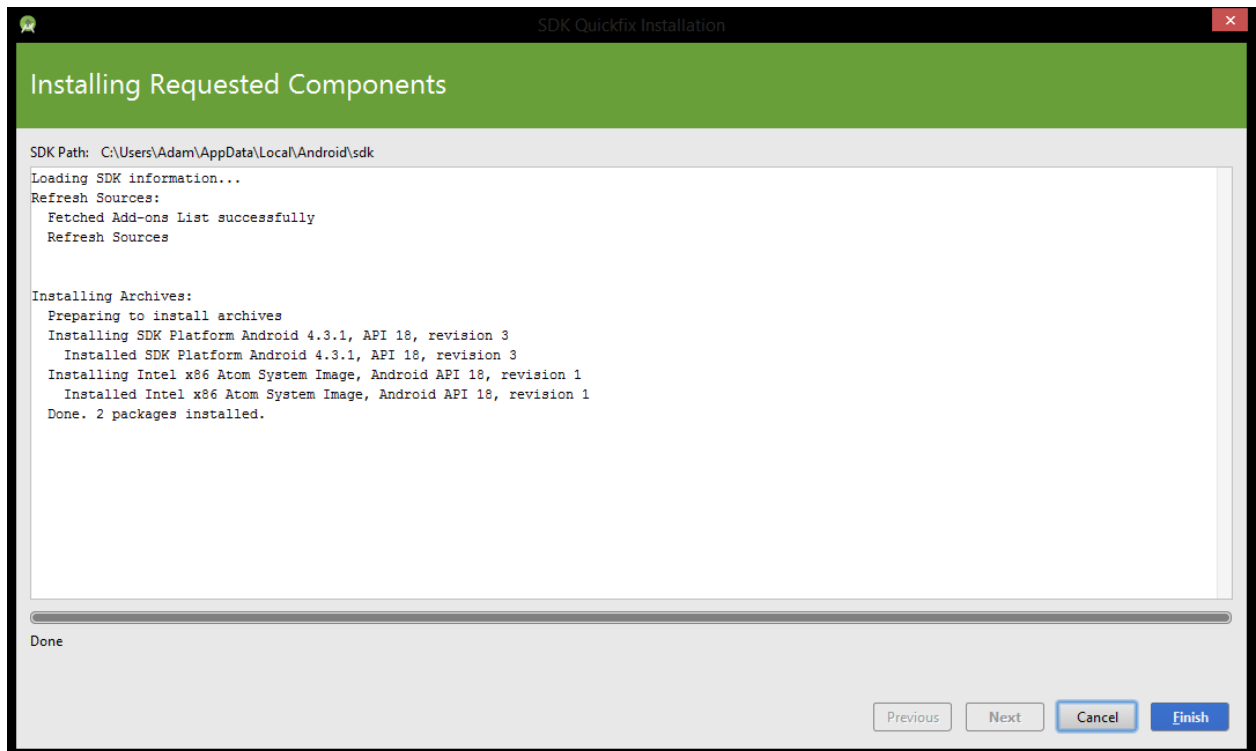 SDK Quickfix Installation
Installing Requested Components
SDK Path: C:\Users\Adam\AppData\Local\Android\sdk
Loading SDK information...
Refresh Sources:
Fetched Add-ons List successfully
Refresh Sources
Installing Archives:
Preparing to install archives
Installing SDK Platform Android 4.3.1, API 18, revision 3
Installed SDK Platform Android 4.3.1, API 18, revision 3
Installing Intel x86 Atom System Image, Android API 18, revision 1
Installed Intel x86 Atom System Image, Android API 18, revision 1
Done. 2 packages installed.
Done
Previous Next Cancel Finish